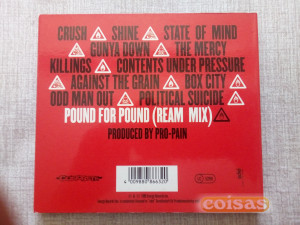 CRUSH SHINE STATE OF MIND
GUNYA DOWN THE MERCY
KILLINGS CONTENTS UNDER PRESSURE
AGAINST THE GRAIN BOX CITY
ODD MAN OUT POLITICAL SUICIDE
POUND FOR POUND (REAM MIX)
PRODUCED BY PRO-PAIN
coisas